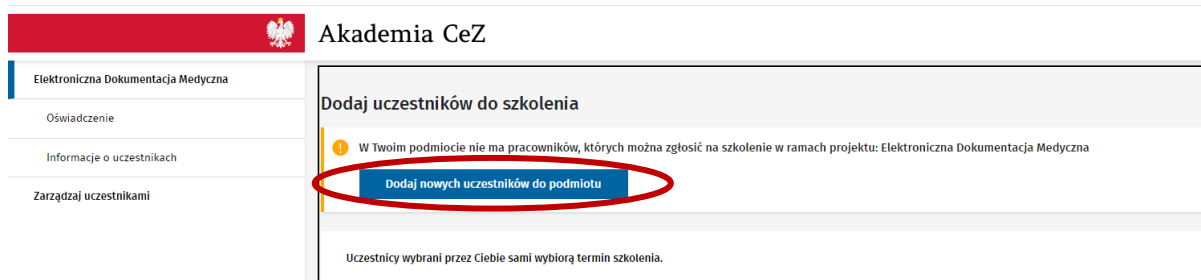 Akademia CeZ
Elektroniczna Dokumentacja Medyczna
Oświadczenie
Informacje o uczestnikach
Zarządzaj uczestnikami
Dodaj uczestników do szkolenia
W Twoim podmiocie nie ma pracowników, których można zgłosić na szkolenie w ramach projektu: Elektroniczna Dokumentacja Medyczna
Dodaj nowych uczestników do podmiotu
Uczestnicy wybrani przez Ciebie sami wybiorą termin szkolenia.